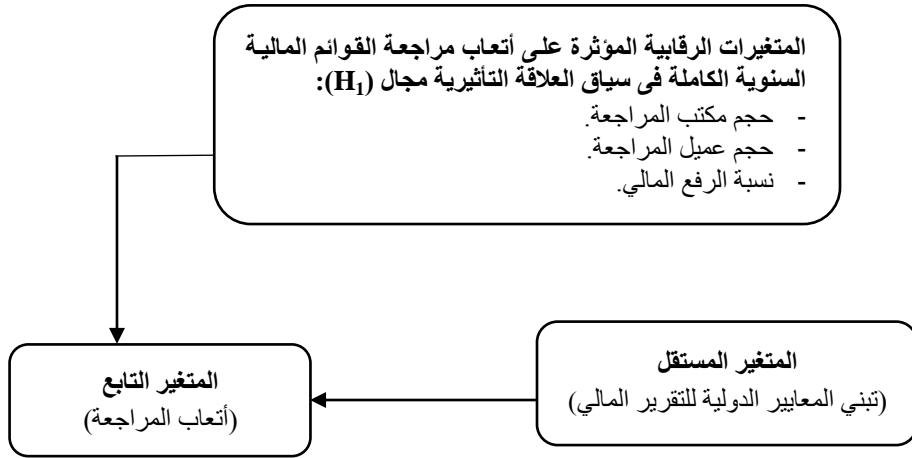 المتغيرات الرقابية المؤثرة على أتعاب مراجعة القوائم المالية
السنوية الكاملة فى سياق العلاقة التأثيرية مجال (H1):
- حجم مكتب المراجعة.
- حجم عميل المراجعة.
- نسبة الرفع المالي.
المتغير المستقل
(تبني المعايير الدولية للتقرير المالي)
المتغير التابع
(أتعاب المراجعة)